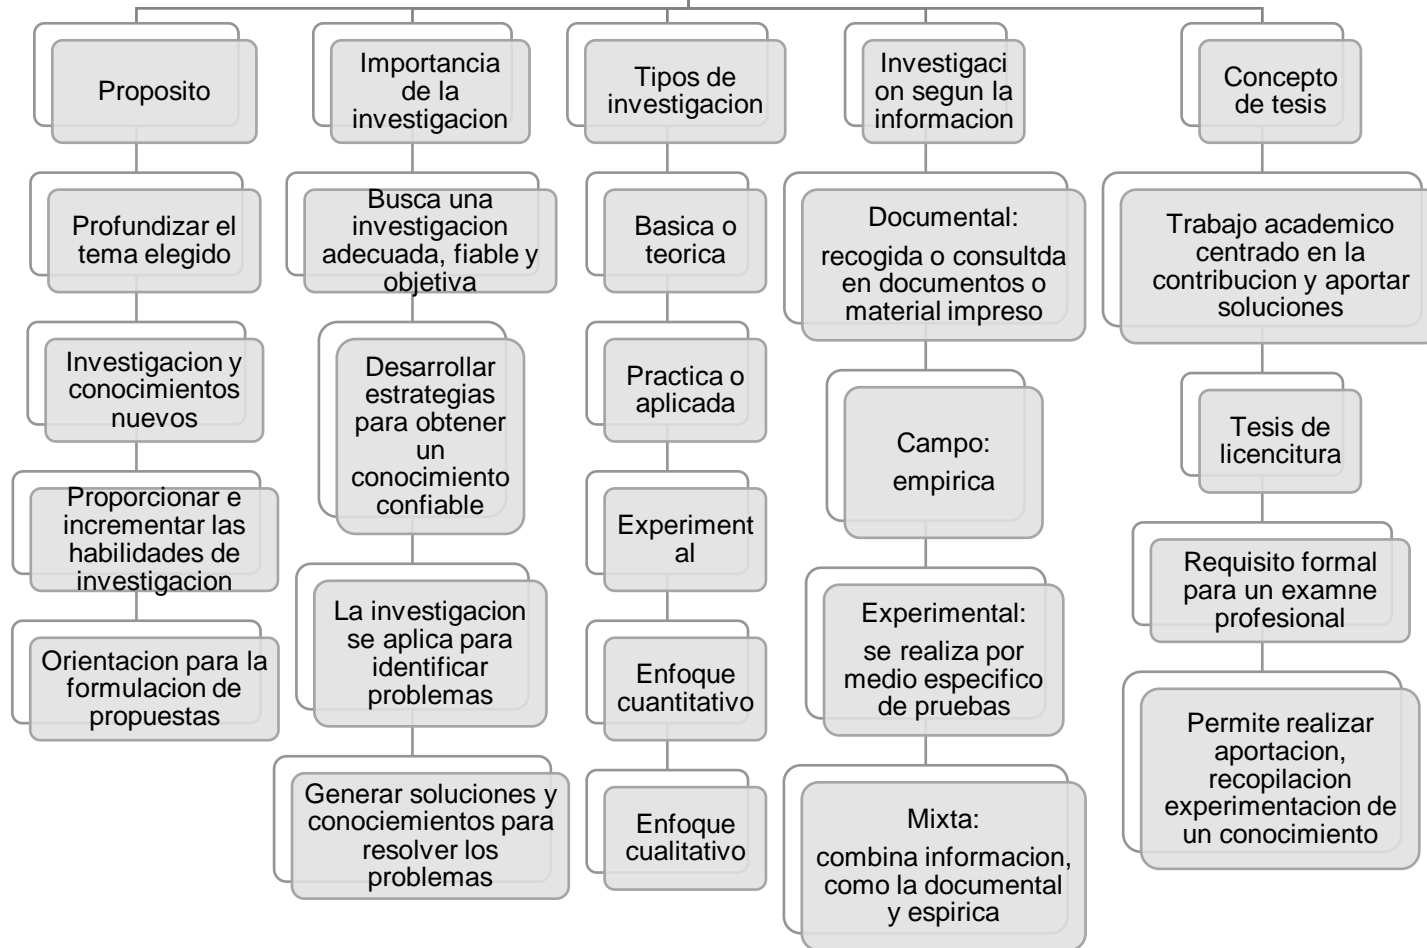 Proposito
Profundizar el
tema elegido
Investigacion y
conocimientos
nuevos
Proporcionar e
incrementar las
habilidades de
investigacion
Orientacion para la
formulacion de
propuestas
Importancia
de la
investigacion
Busca una
investigacion
adecuada, fiable y
objetiva
Desarrollar
estrategias
para obtener
un
conocimiento
confiable
La investigacion
se aplica para
identificar
problemas
Generar soluciones y
conociemientos para
resolver los
problemas
Tipos de
investigacion
Basica o
teorica
Practica o
aplicada
Experiment
al
Enfoque
cuantitativo
Enfoque
cualitativo
Investigaci
on segun la
informacion
Documental:
recogida o consultda
en documentos o
material impreso
Campo:
empirica
Experimental:
se realiza por
medio especifico
de pruebas
Mixta:
combina informacion,
como la documental
y espirica
Concepto
de tesis
Trabajo academico
centrado en la
contribucion y aportar
soluciones
Tesis de
licencitura
Requisito formal
para un examne
profesional
Permite realizar
aportacion,
recopilacion
experimentacion de
un conocimiento